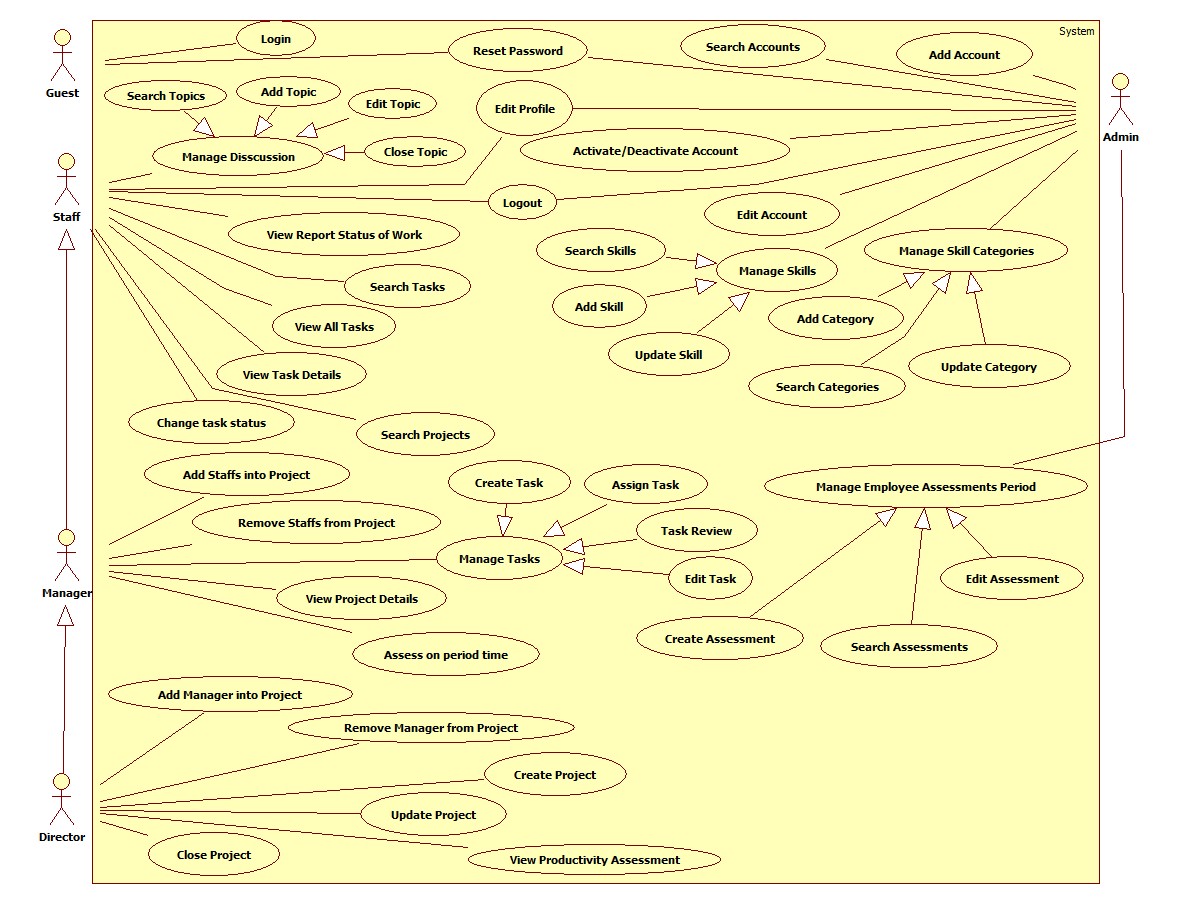 System
Login
Reset Password
Search Accounts
Add Account
Guest
Search Topics
Add Topic
Edit Topic
Edit Profile
Admin
Manage Disscussion
Close Topic
Activate/Deactivate Account
Staff
Logout
Edit Account
View Report Status of Work
Search Skills
Manage Skills
Manage Skill Categories
Search Tasks
Add Skill
Add Category
View All Tasks
Update Skill
Update Category
View Task Details
Search Categories
Change task status
Search Projects
Add Staffs into Project
Create Task
Assign Task
Manage Employee Assessments Period
Remove Staffs from Project
Task Review
Manage Tasks
Edit Task
Edit Assessment
Manager
View Project Details
Create Assessment
Search Assessments
Assess on period time
Add Manager into Project
Remove Manager from Project
Create Project
Update Project
Director
Close Project
View Productivity Assessment